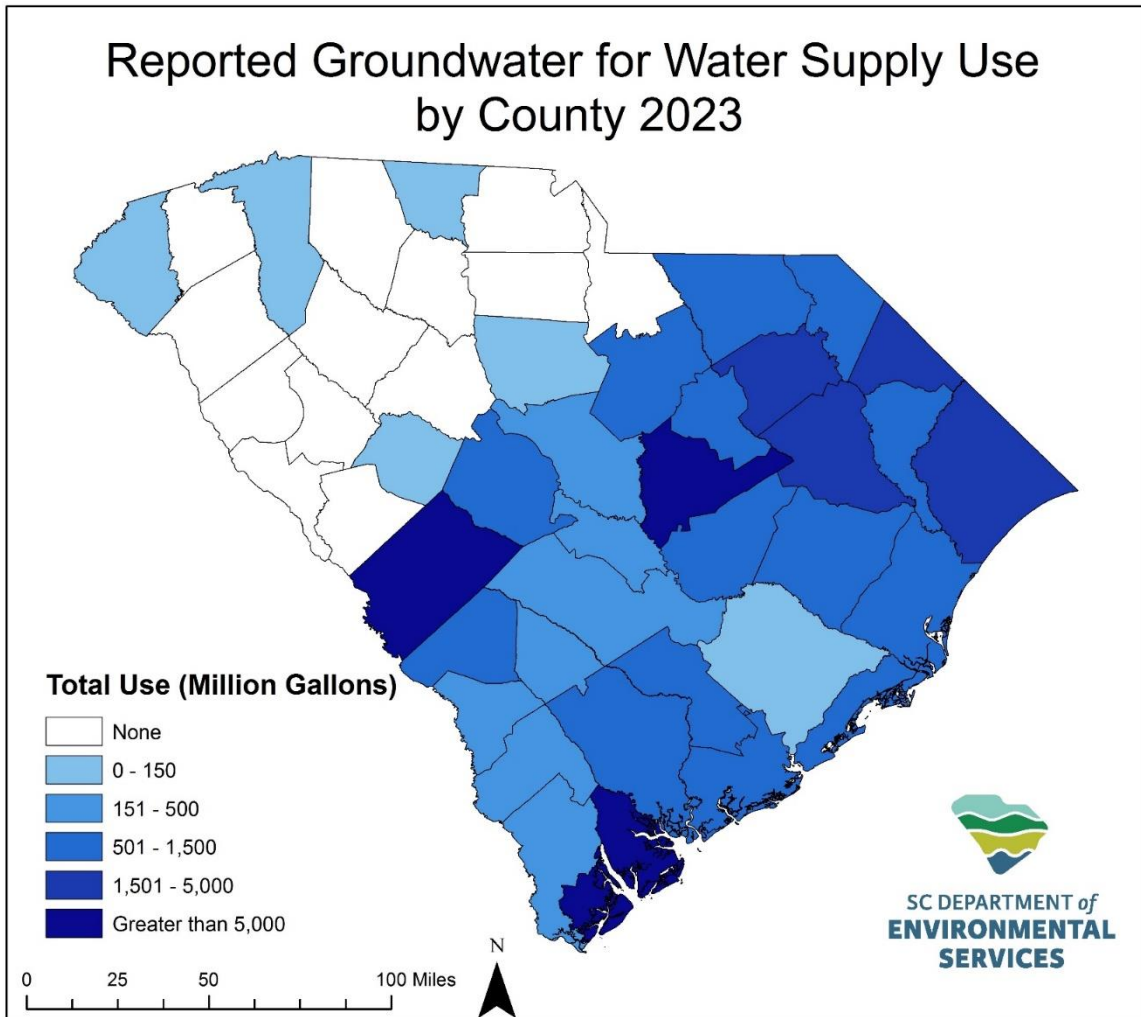 Reported Groundwater for Water Supply Use
by County 2023
Total Use (Million Gallons)
None
0 - 150
151 - 500
501 - 1,500
1,501 - 5,000
Greater than 5,000
0 25 50 100 Miles
N
SC DEPARTMENT of
ENVIRONMENTAL
SERVICES